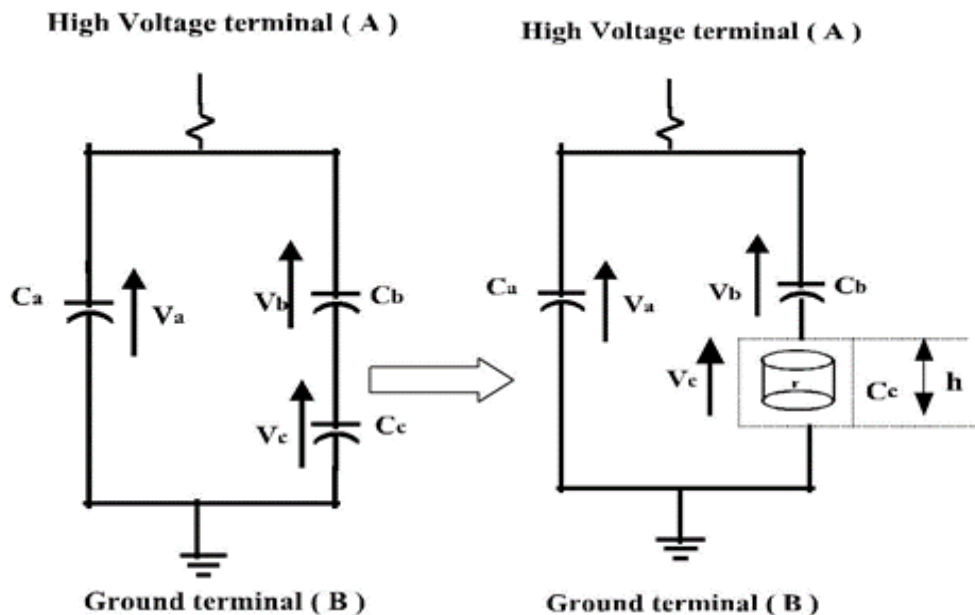 High Voltage terminal ( A )
Ca
Va
Vb
Cb
Vc
Cc
Ground terminal ( B )
High Voltage terminal ( A )
Ca
Va
Vb
Cb
Vc
r
Cc
h
Ground terminal ( B )